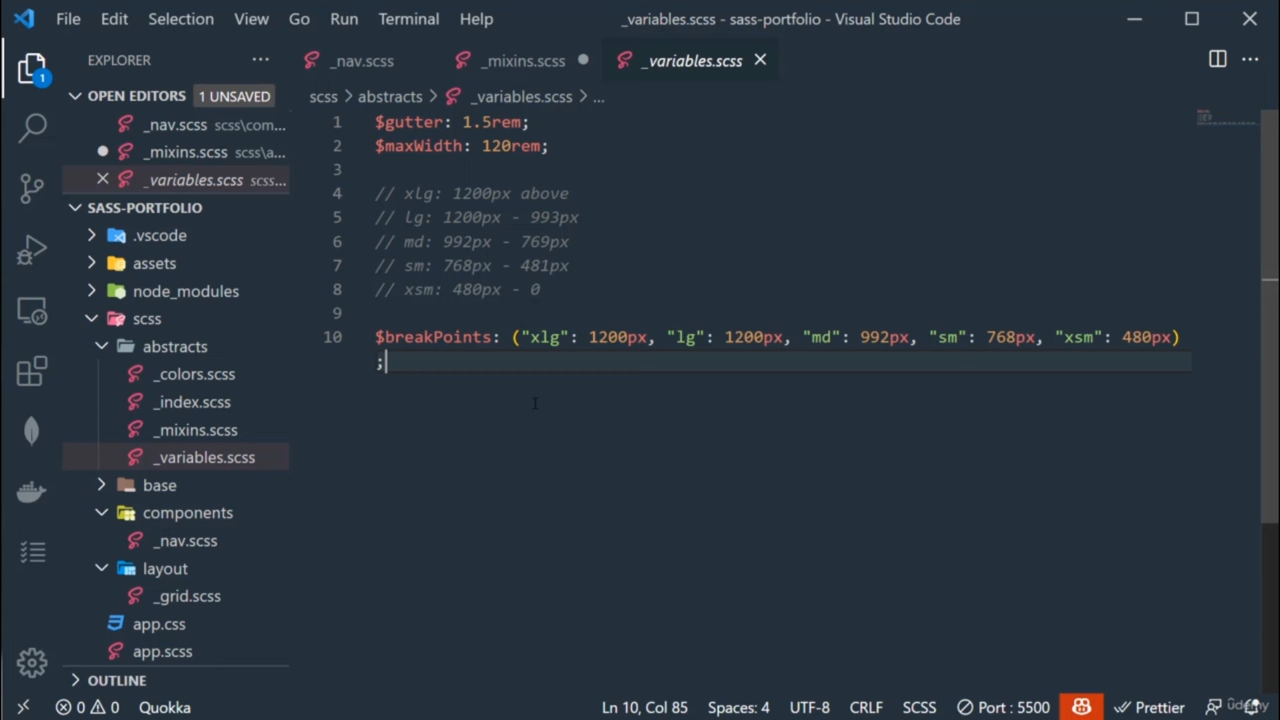 File Edit Selection View Go Run Terminal Help _variables.scss - sass-portfolio - Visual Studio Code
EXPLORER
_nav.scss _mixins.scss _variables.scss
OPEN EDITORS 1 UNSAVED
scss abstracts _variables.scss ...
_nav.scss scss\com...
_mixins.scss scss\a...
_variables.scss scss...
SASS-PORTFOLIO
.vscode
assets
node_modules
scss
abstracts
_colors.scss
_index.scss
_mixins.scss
_variables.scss
base
components
_nav.scss
layout
_grid.scss
app.css
app.scss
OUTLINE
1 $gutter: 1.5rem;
2 $maxWidth: 120rem;
3
4 // xlg: 1200px above
5 // lg: 1200px - 993px
6 // md: 992px - 769px
7 // sm: 768px - 481px
8 // xsm: 480px - 0
9
10 $breakPoints: ("xlg": 1200px, "lg": 1200px, "md": 992px, "sm": 768px, "xsm": 480px)
;
1
0 0 Quokka Ln 10, Col 85 Spaces: 4 UTF-8 CRLF SCSS Port : 5500 Prettier
udemy